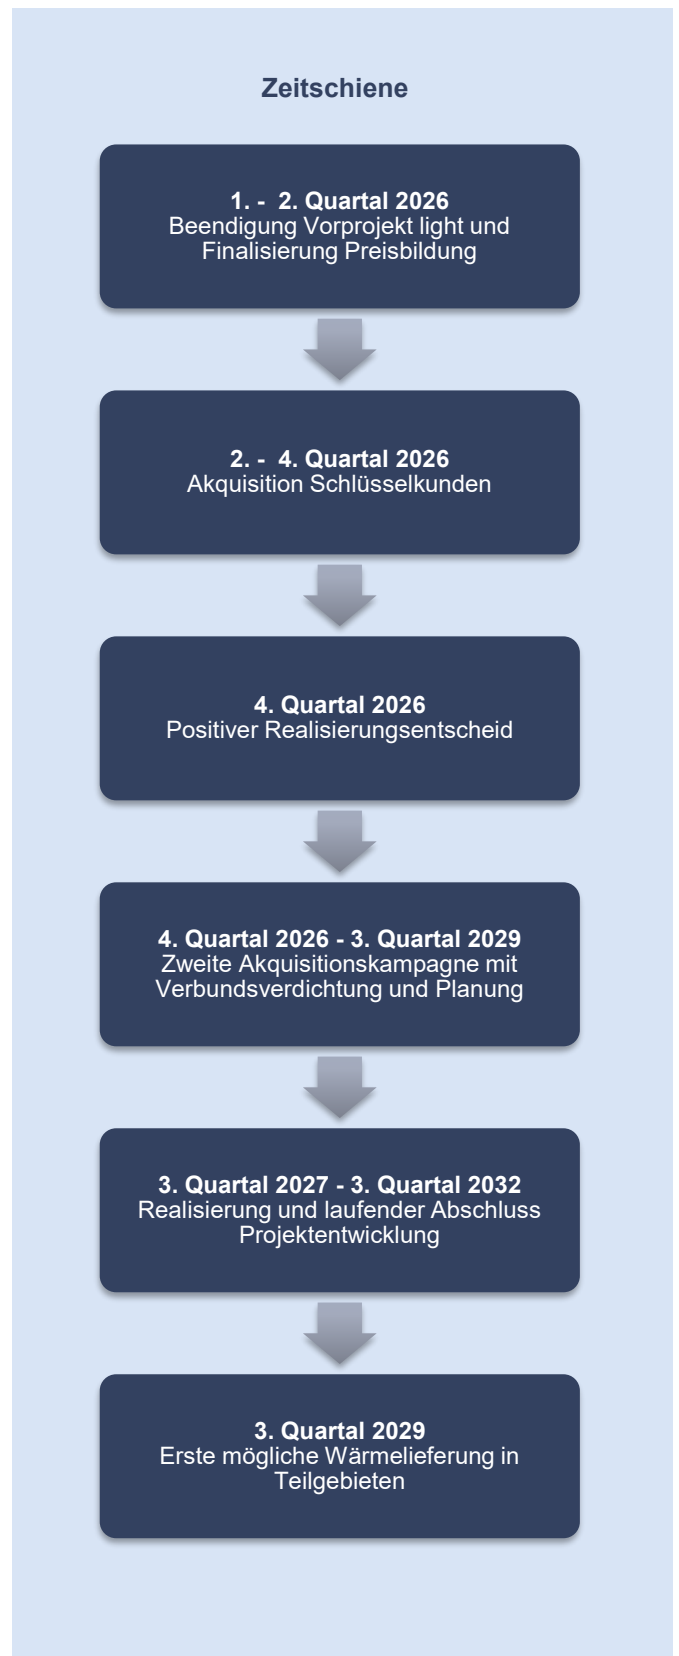 Zeitschiene
1. - 2. Quartal 2026
Beendigung Vorprojekt light und
Finalisierung Preisbildung
2. - 4. Quartal 2026
Akquisition Schlüsselkunden
4. Quartal 2026
Positiver Realisierungsentscheid
4. Quartal 2026 - 3. Quartal 2029
Zweite Akquisitionskampagne mit
Verbundsverdichtung und Planung
3. Quartal 2027 - 3. Quartal 2032
Realisierung und laufender Abschluss
Projektentwicklung
3. Quartal 2029
Erste mögliche Wärmelieferung in
Teilgebieten